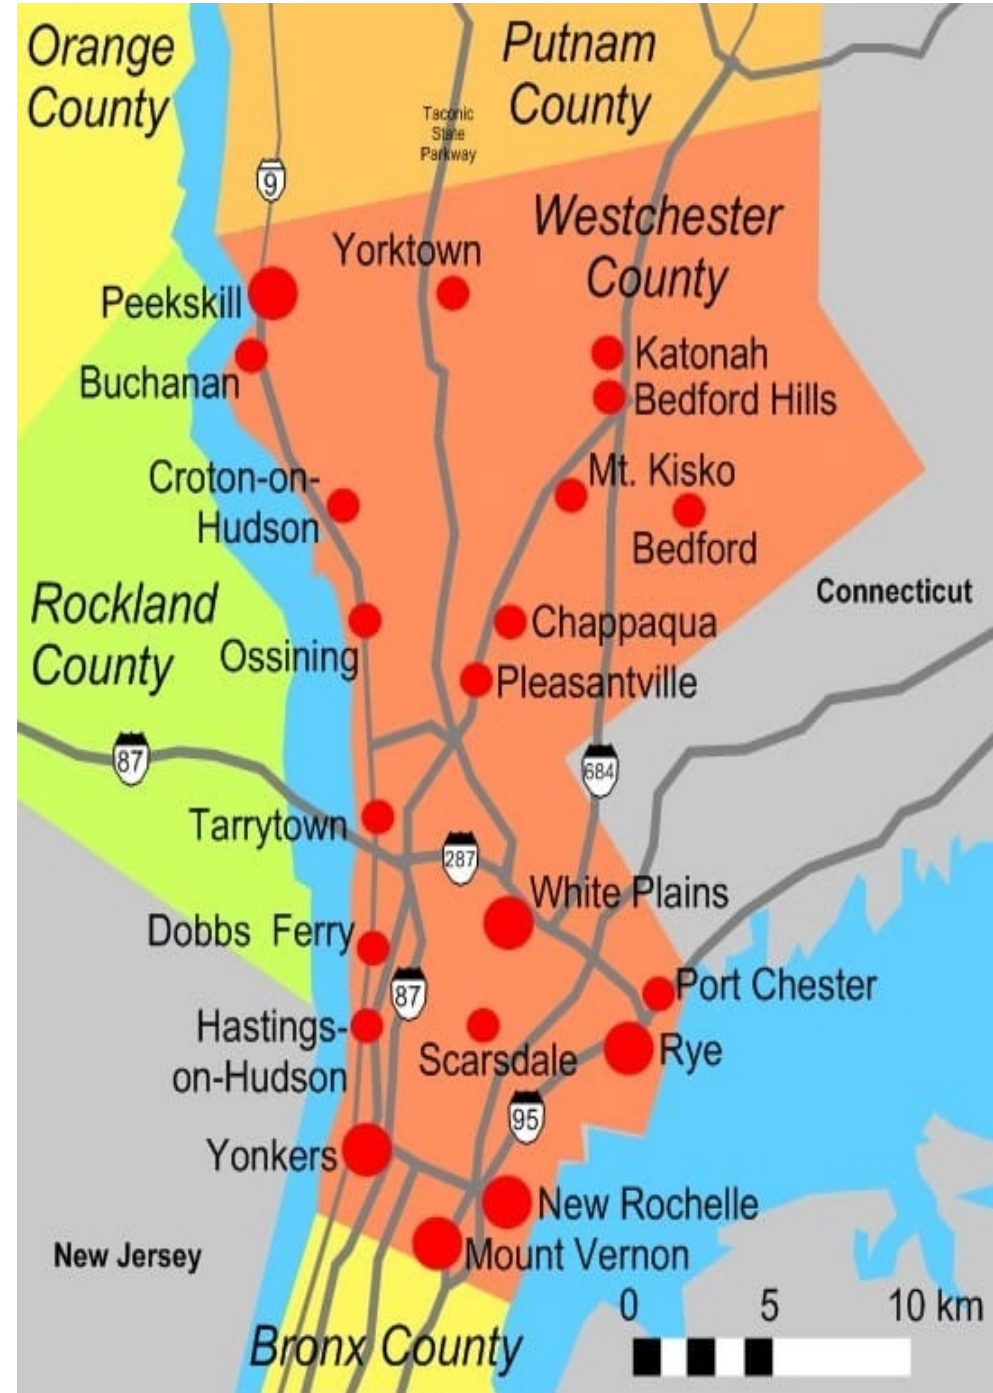 Orange
County
Putnam
County
Taconic
State
Parkway
9
Westchester
County
Yorktown
Peekskill
Katonah
Buchanan
Bedford Hills
Mt. Kisko
Croton-on-
Hudson
Bedford
Connecticut
Rockland
County
Chappaqua
Ossining
Pleasantville
87
684
Tarrytown
287
White Plains
Dobbs Ferry
Port Chester
87
Hastings-
on-Hudson
Scarsdale
Rye
95
Yonkers
New Rochelle
New Jersey
Mount Vernon
0 5 10 km
Bronx County